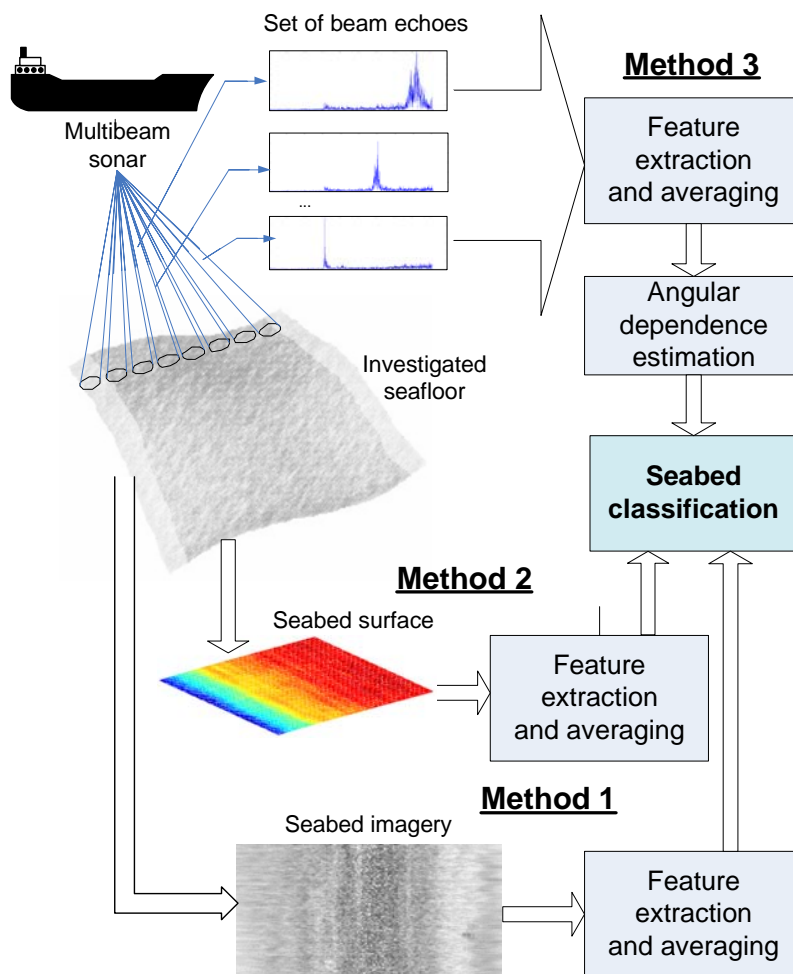 Set of beam echoes
Method 3
Multibeam
sonar
...
Feature
extraction
and averaging
Angular
dependence
estimation
Investigated
seafloor
Seabed
classification
Method 2
Seabed surface
Feature
extraction
and averaging
Method 1
Seabed imagery
Feature
extraction
and averaging